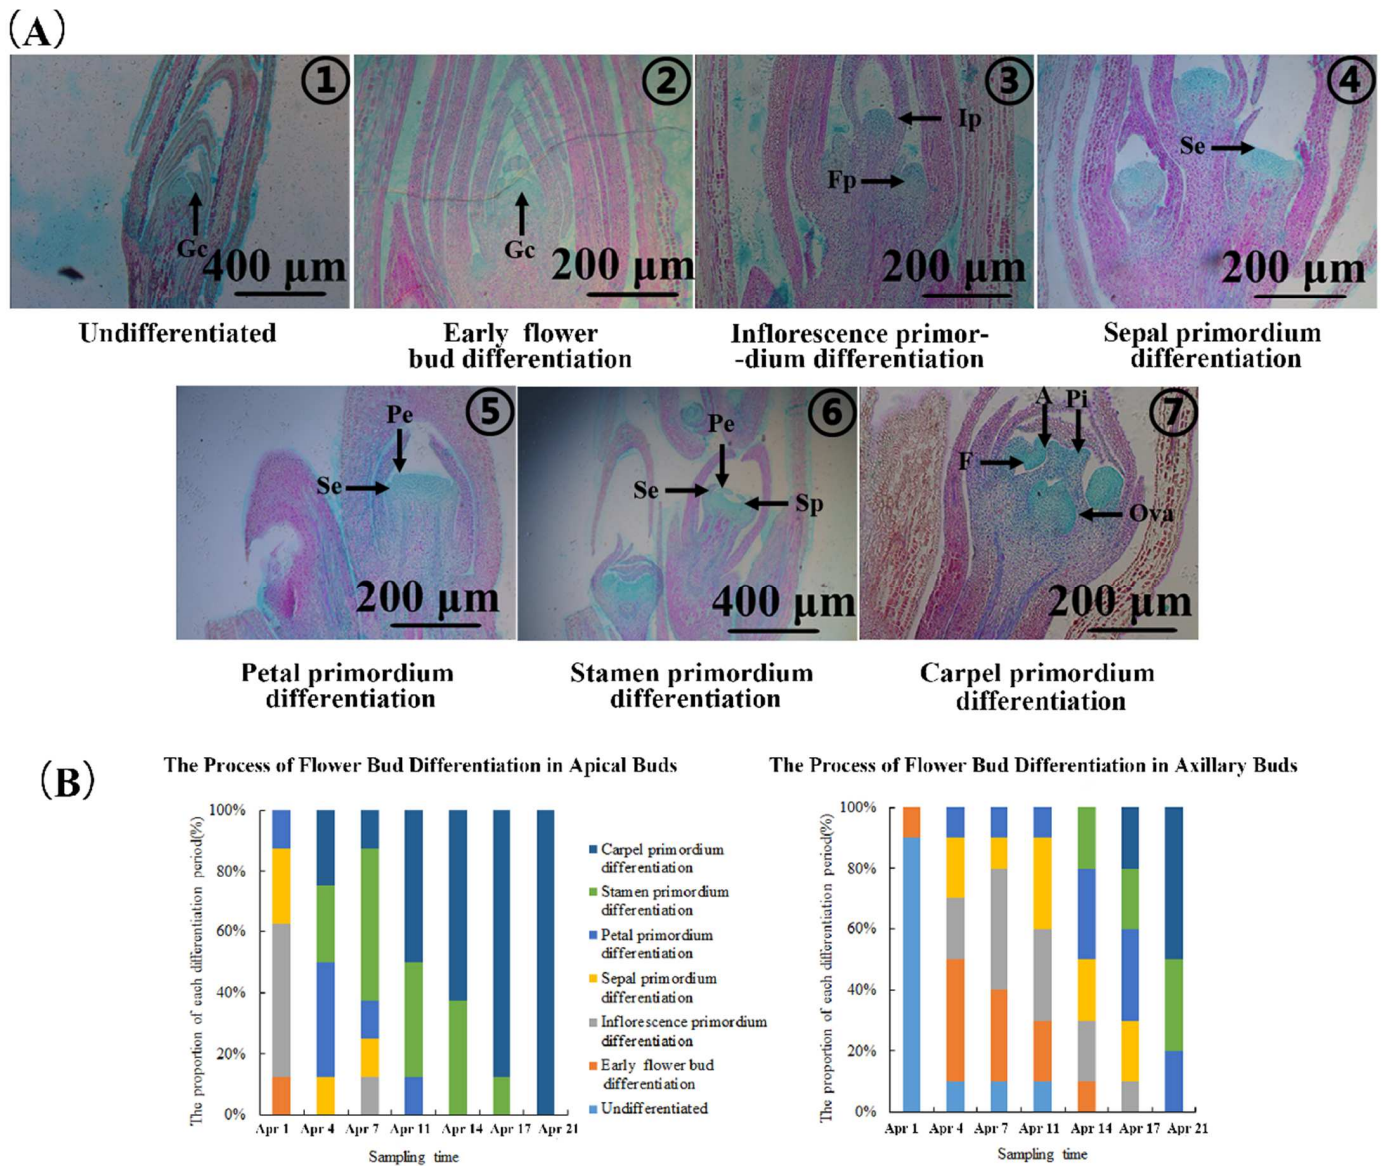 (A)
① ② ③ ④
Gc
400 µm
Gc
200 µm
Ip
Fp
200 µm
Se
200 µm
Undifferentiated
Early flower
bud differentiation
Inflorescence primor-
-dium differentiation
Sepal primordium
differentiation
⑤ ⑥ ⑦
Pe
Se
200 µm
Pe
Se
Sp
400 µm
A Pi
F
Ova
200 µm
Petal primordium
differentiation
Stamen primordium
differentiation
Carpel primordium
differentiation
(B)
The Process of Flower Bud Differentiation in Apical Buds
The proportion of each differentiation period(%)
100%
80%
60%
40%
20%
0%
Apr 1 Apr 4 Apr 7 Apr 11 Apr 14 Apr 17 Apr 21
Sampling time
Carpel primordium
differentiation
Stamen primordium
differentiation
Petal primordium
differentiation
Sepal primordium
differentiation
Inflorescence primordium
differentiation
Early flower bud
differentiation
Undifferentiated
The Process of Flower Bud Differentiation in Axillary Buds
The proportion of each differentiation period(%)
100%
80%
60%
40%
20%
0%
Apr 1 Apr 4 Apr 7 Apr 11 Apr 14 Apr 17 Apr 21
Sampling time